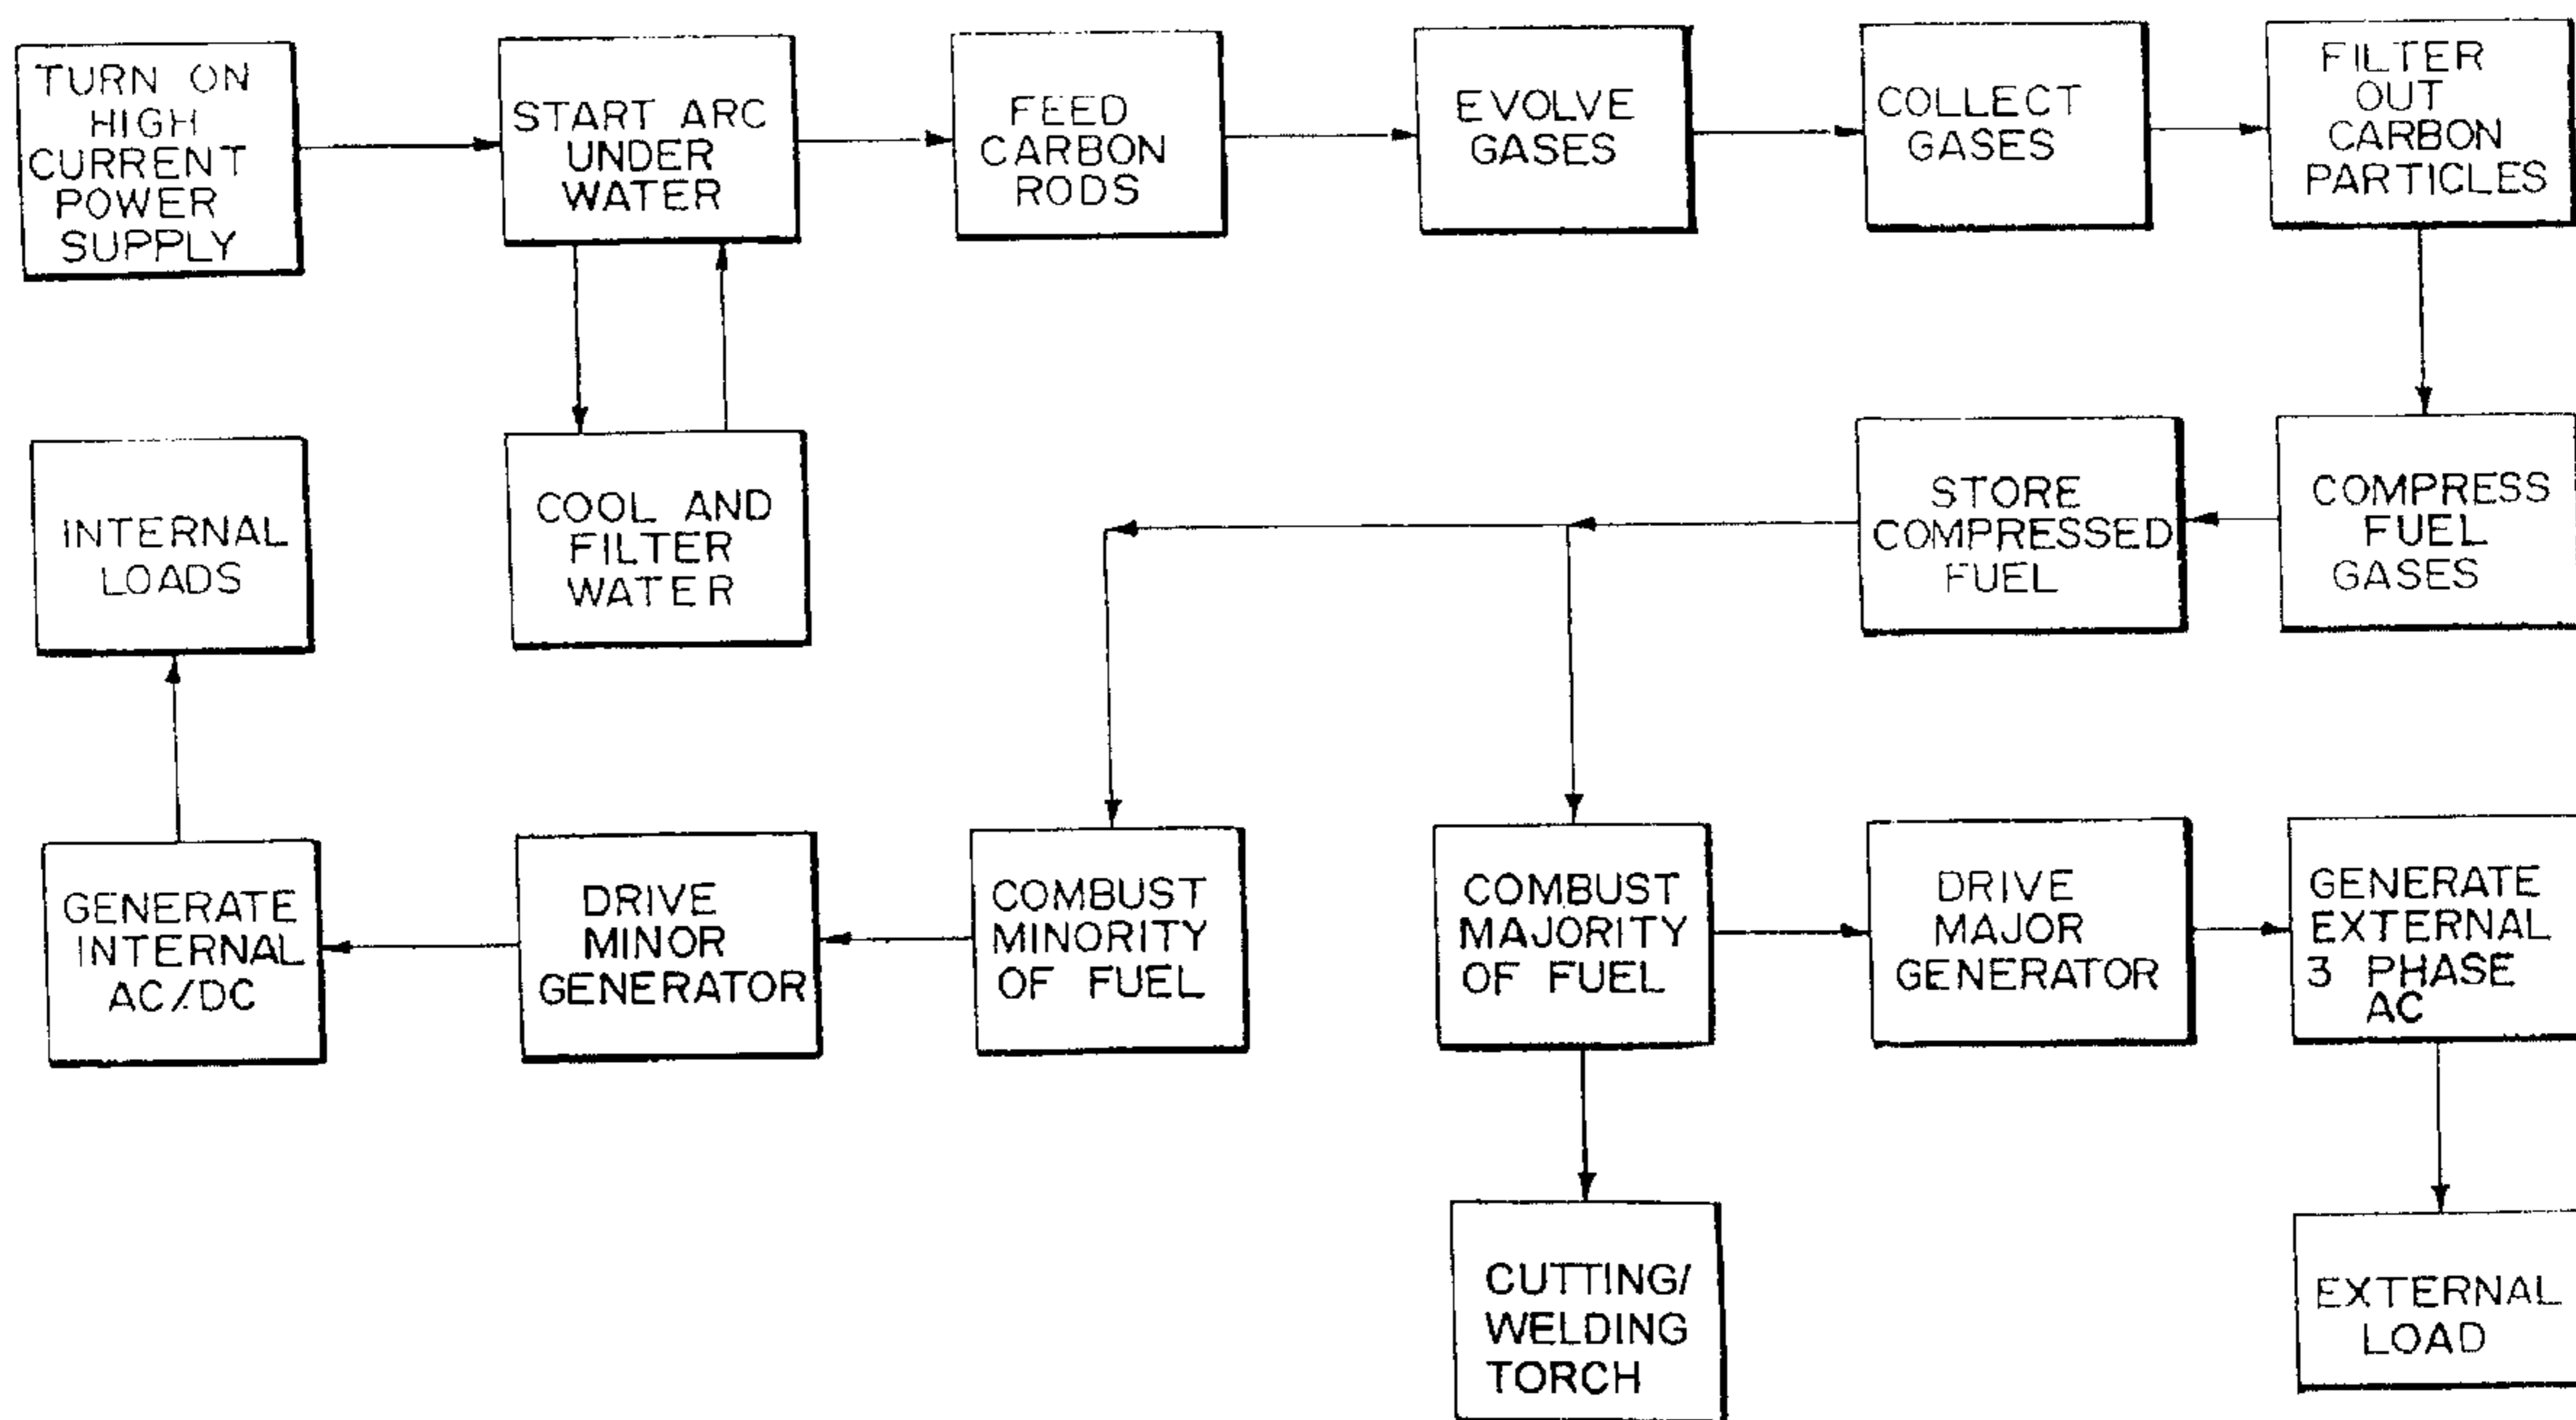 TURN ON
HIGH
CURRENT
POWER
SUPPLY
START ARC
UNDER
WATER
FEED
CARBON
RODS
EVOLVE
GASES
COLLECT
GASES
FILTER
OUT
CARBON
PARTICLES
INTERNAL
LOADS
COOL AND
FILTER
WATER
STORE
COMPRESSED
FUEL
COMPRESS
FUEL
GASES
GENERATE
INTERNAL
AC/DC
DRIVE
MINOR
GENERATOR
COMBUST
MINORITY
OF FUEL
COMBUST
MAJORITY
OF FUEL
DRIVE
MAJOR
GENERATOR
GENERATE
EXTERNAL
3 PHASE
AC
CUTTING/
WELDING
TORCH
EXTERNAL
LOAD